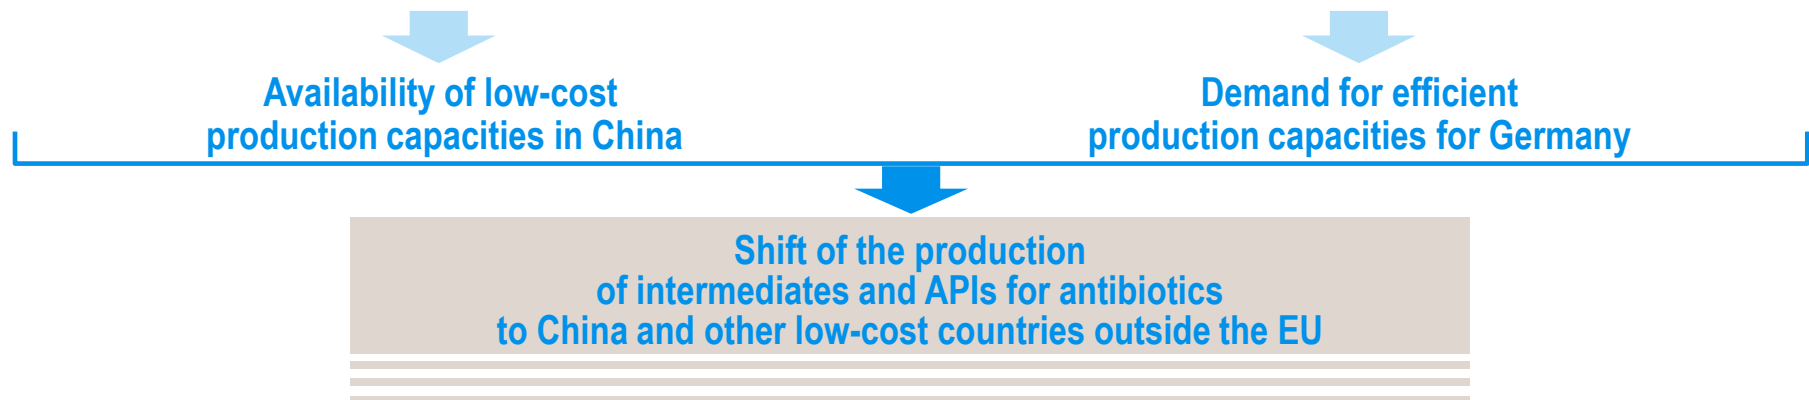 Availability of low-cost
production capacities in China
Demand for efficient
production capacities for Germany
Shift of the production
of intermediates and APIs for antibiotics
to China and other low-cost countries outside the EU